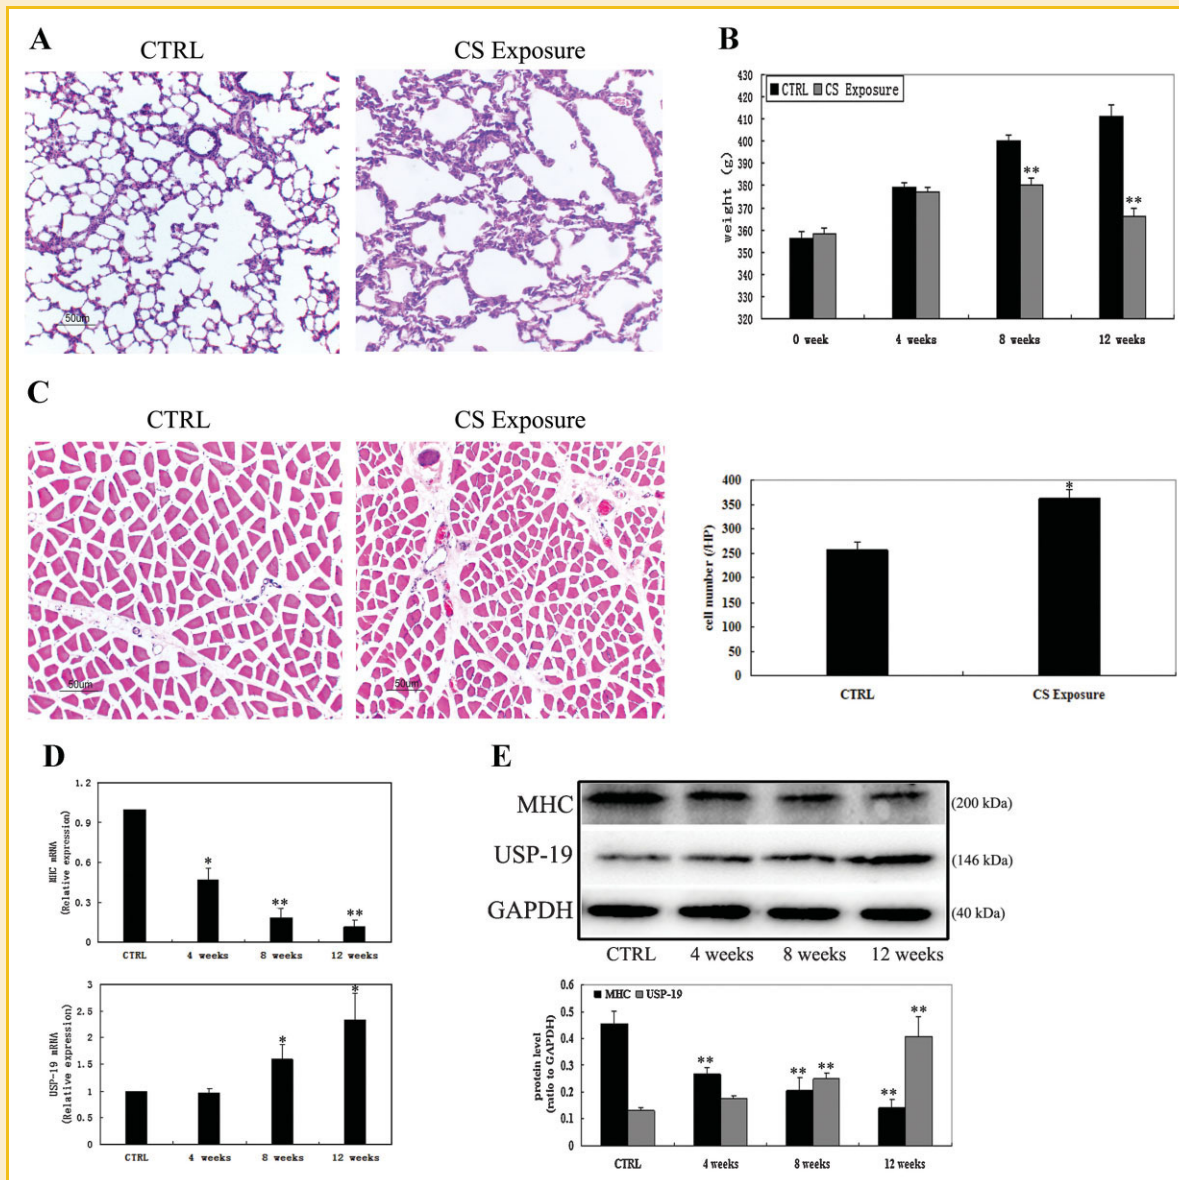 A
CTRL
CS Exposure
50um
B
430
420
410
400
390
380
370
360
350
340
330
320
weight (g)
CTRL
CS Exposure
**
**
0 week
4 weeks
8 weeks
12 weeks
C
CTRL
CS Exposure
50um
50um
400
350
300
250
200
150
100
50
0
cell number (/HP)
*
CTRL
CS Exposure
D
1.2
0.9
0.6
0.3
0
MHC mRNA
(Relative expression)
*
**
**
CTRL
4 weeks
8 weeks
12 weeks
3
2.5
2
1.5
1
0.5
0
USP-19 mRNA
(Relative expression)
*
*
CTRL
4 weeks
8 weeks
12 weeks
E
MHC
(200 kDa)
USP-19
(146 kDa)
GAPDH
(40 kDa)
CTRL
4 weeks
8 weeks
12 weeks
0.6
0.5
0.4
0.3
0.2
0.1
0
protein level
(ratio to GAPDH)
MHC
USP-19
**
**
**
**
**
CTRL
4 weeks
8 weeks
12 weeks